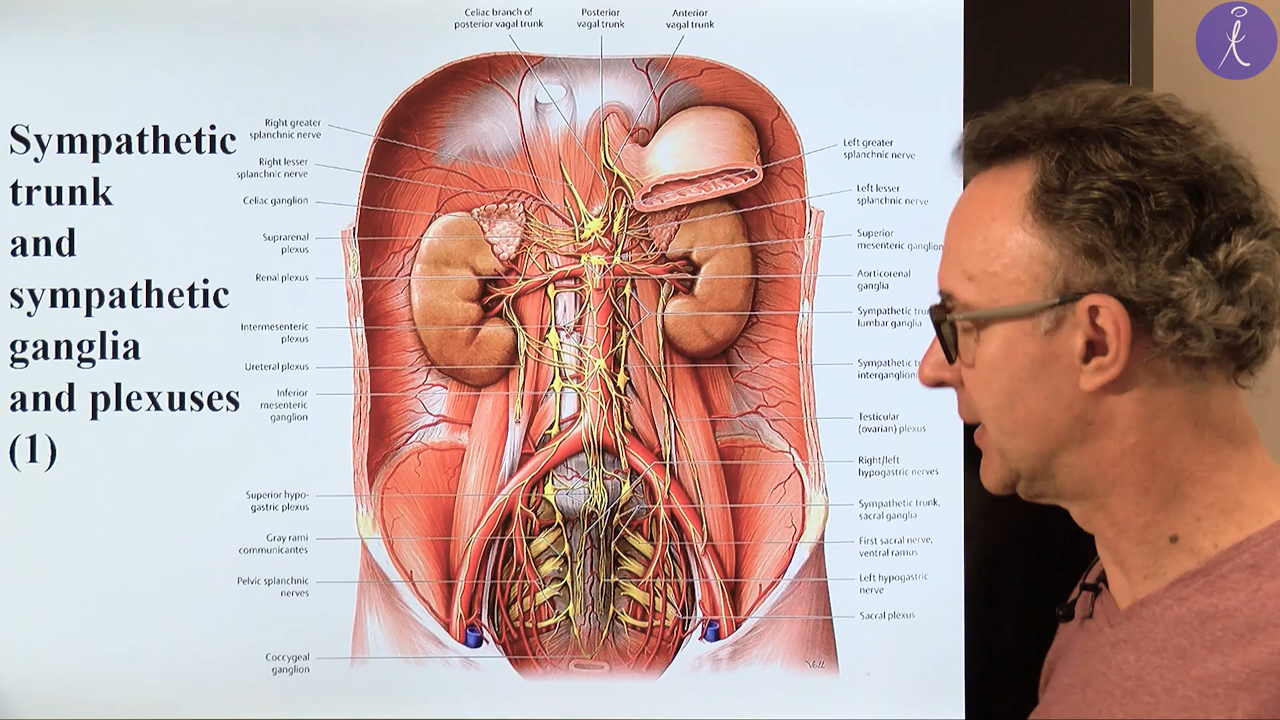 Celiac branch of
posterior vagal trunk
Posterior
vagal trunk
Anterior
vagal trunk
Sympathetic
trunk
and
sympathetic
ganglia
and plexuses
(1)
Right greater
splanchnic nerve
Right lesser
splanchnic nerve
Celiac ganglion
Suprarenal
plexus
Renal plexus
Intermesenteric
plexus
Ureteral plexus
Inferior
mesenteric
ganglion
Superior hypo-
gastric plexus
Gray rami
communicantes
Pelvic splanchnic
nerves
Coccygeal
ganglion
Left greater
splanchnic nerve
Left lesser
splanchnic nerve
Superior
mesenteric ganglion
Aorticorenal
ganglia
Sympathetic
lumbar ganglia
Sympathetic
Testicular
(ovarian) plexus
Right/left
hypogastric nerves
Sympathetic trunk,
sacral ganglia
First sacral nerve,
ventral ramus
Left hypogastric
nerve
Sacral plexus